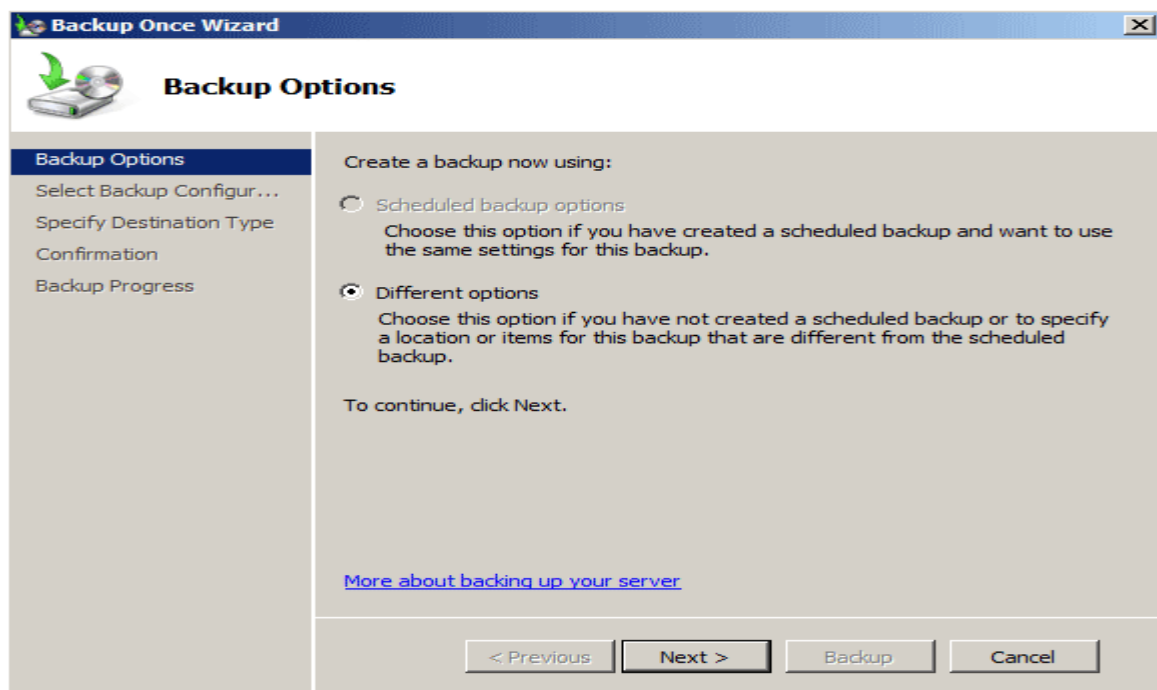 Backup Once Wizard
Backup Options
Backup Options
Select Backup Configur...
Specify Destination Type
Confirmation
Backup Progress
Create a backup now using:
Scheduled backup options
Choose this option if you have created a scheduled backup and want to use
the same settings for this backup.
Different options
Choose this option if you have not created a scheduled backup or to specify
a location or items for this backup that are different from the scheduled
backup.
To continue, click Next.
More about backing up your server
< Previous
Next >
Backup
Cancel